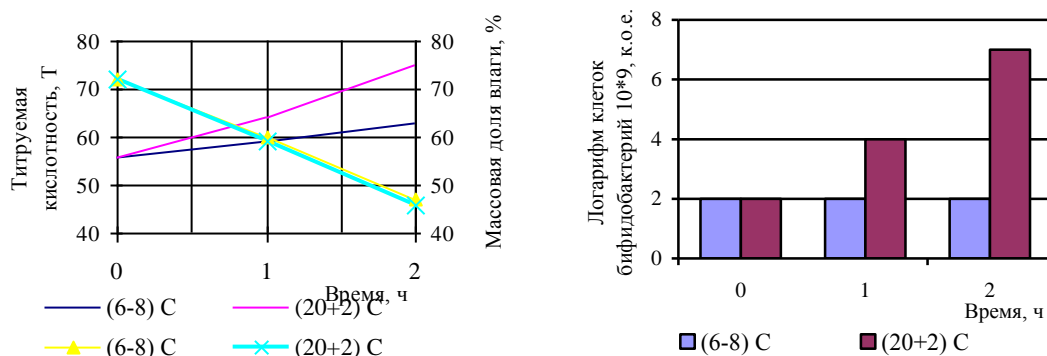 Титруемая
кислотность, Т
80
70
60
50
40
80
70
60
50
40
Массовая доля влаги, %
0
1
2
Время, ч
(6-8) С
(20+2) С
(6-8) С
(20+2) С
Логарифм клеток
бифидобактерий 10*9, к.о.е.
8
6
4
2
0
0
1
2
Время, ч
(6-8) С
(20+2) С